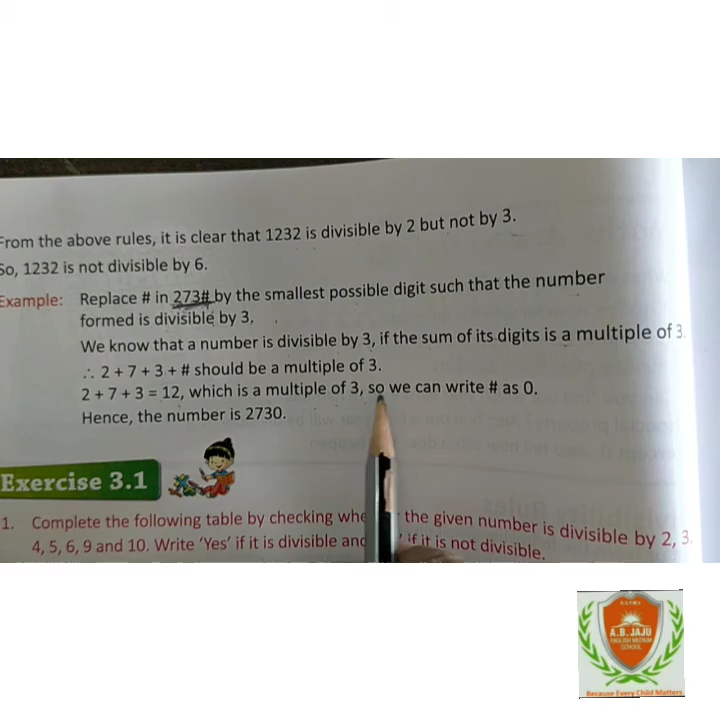 From the above rules, it is clear that 1232 is divisible by 2 but not by 3.
So, 1232 is not divisible by 6.
Example: Replace # in 273# by the smallest possible digit such that the number
formed is divisible by 3,
We know that a number is divisible by 3, if the sum of its digits is a multiple of 3.
∴ 2 + 7 + 3 + # should be a multiple of 3.
2 + 7 + 3 = 12, which is a multiple of 3, so we can write # as 0.
Hence, the number is 2730.
Exercise 3.1
1. Complete the following table by checking the given number is divisible by 2, 3,
4, 5, 6, 9 and 10. Write 'Yes' if it is divisible and if it is not divisible.
A.B. JAJU
ENGLISH MEDIUM
SCHOOL
Because Every Child Matters